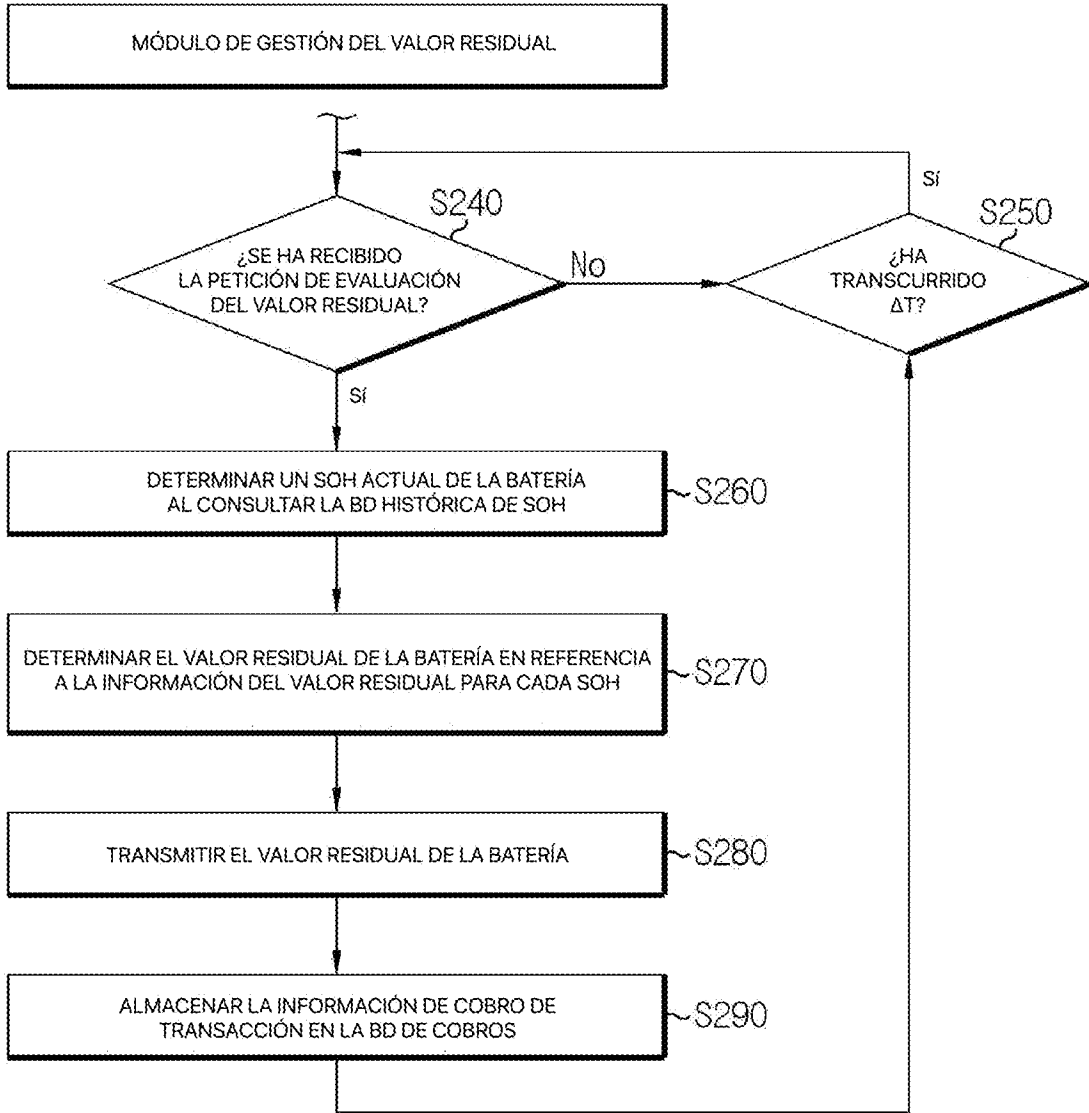 MÓDULO DE GESTIÓN DEL VALOR RESIDUAL
Sí
S240
S250
¿SE HA RECIBIDO
LA PETICIÓN DE EVALUACIÓN
DEL VALOR RESIDUAL?
No
¿HA
TRANSCURRIDO
ΔT?
Sí
DETERMINAR UN SOH ACTUAL DE LA BATERÍA
AL CONSULTAR LA BD HISTÓRICA DE SOH
S260
DETERMINAR EL VALOR RESIDUAL DE LA BATERÍA EN REFERENCIA
A LA INFORMACIÓN DEL VALOR RESIDUAL PARA CADA SOH
S270
TRANSMITIR EL VALOR RESIDUAL DE LA BATERÍA
S280
ALMACENAR LA INFORMACIÓN DE COBRO DE
TRANSACCIÓN EN LA BD DE COBROS
S290